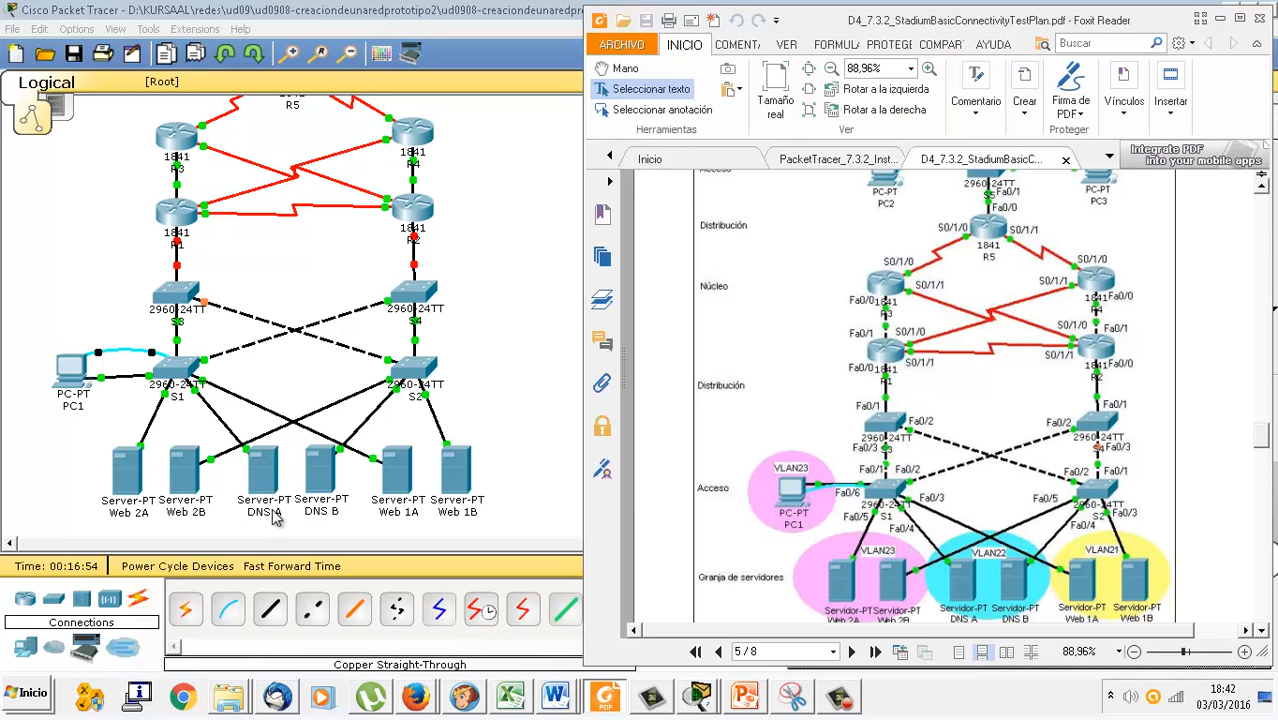 Cisco Packet Tracer - D:\KURSAAL\redes\ud09\ud0908-creaciondeunaredprototipo2\ud0908-creaciondeunaredpr
File Edit Options View Tools Extensions Help
Logical
[Root]
R5
1841
R3
1841
1841
R1
1841
R2
2960-24TT
2960-24TT
S4
PC-PT
PC1
2960-24TT
S1
2960-24TT
S2
Server-PT
Web 2A
Server-PT
Web 2B
Server-PT
DNS A
Server-PT
DNS B
Server-PT
Web 1A
Server-PT
Web 1B
Time: 00:16:54 Power Cycle Devices Fast Forward Time
Connections
Copper Straight-Through
D4_7.3.2_StadiumBasicConnectivityTestPlan.pdf - Foxit Reader
ARCHIVO INICIO COMENT. VER FORMUL. PROTEGI COMPAR AYUDA
Buscar
Mano
Seleccionar texto
Seleccionar anotación
Herramientas
Tamaño real
88,96%
Rotar a la izquierda
Rotar a la derecha
Ver
Comentario
Crear
Firma de PDF
Proteger
Vínculos
Insertar
Inicio
PacketTracer_7.3.2_Inst...
D4_7.3.2_StadiumBasicC...
Integrate PDF
into your mobile apps
PC-PT
PC2
2960-24TT
Fa0/1
PC-PT
PC3
Fa0/0
Distribución
S0/1/0
S0/1/1
1841
R5
S0/1/0
S0/1/1
Núcleo
S0/1/1
S0/1/0
Fa0/0
1841
R3
1841
Fa0/0
Fa0/1
S0/1/0
S0/1/0
Fa0/1
1841
R1
S0/1/1
S0/1/1
1841
R2
Fa0/0
Fa0/0
Distribución
Fa0/1
Fa0/1
Fa0/2
Fa0/2
2960-24TT
2960-24TT
Fa0/3
VLAN23
Fa0/1
Fa0/2
Fa0/2
Fa0/1
Acceso
PC-PT
PC1
Fa0/6
Fa0/5
S1
Fa0/3
Fa0/4
Fa0/5
S2
Fa0/3
Fa0/4
VLAN23
VLAN22
VLAN21
Granja de servidores
Servidor-PT
Web 2A
Servidor-PT
Web 2B
Servidor-PT
DNS A
Servidor-PT
DNS B
Servidor-PT
Web 1A
Servidor-PT
Web 1B
5 / 8
88,96%
Inicio
18:42
03/03/2016